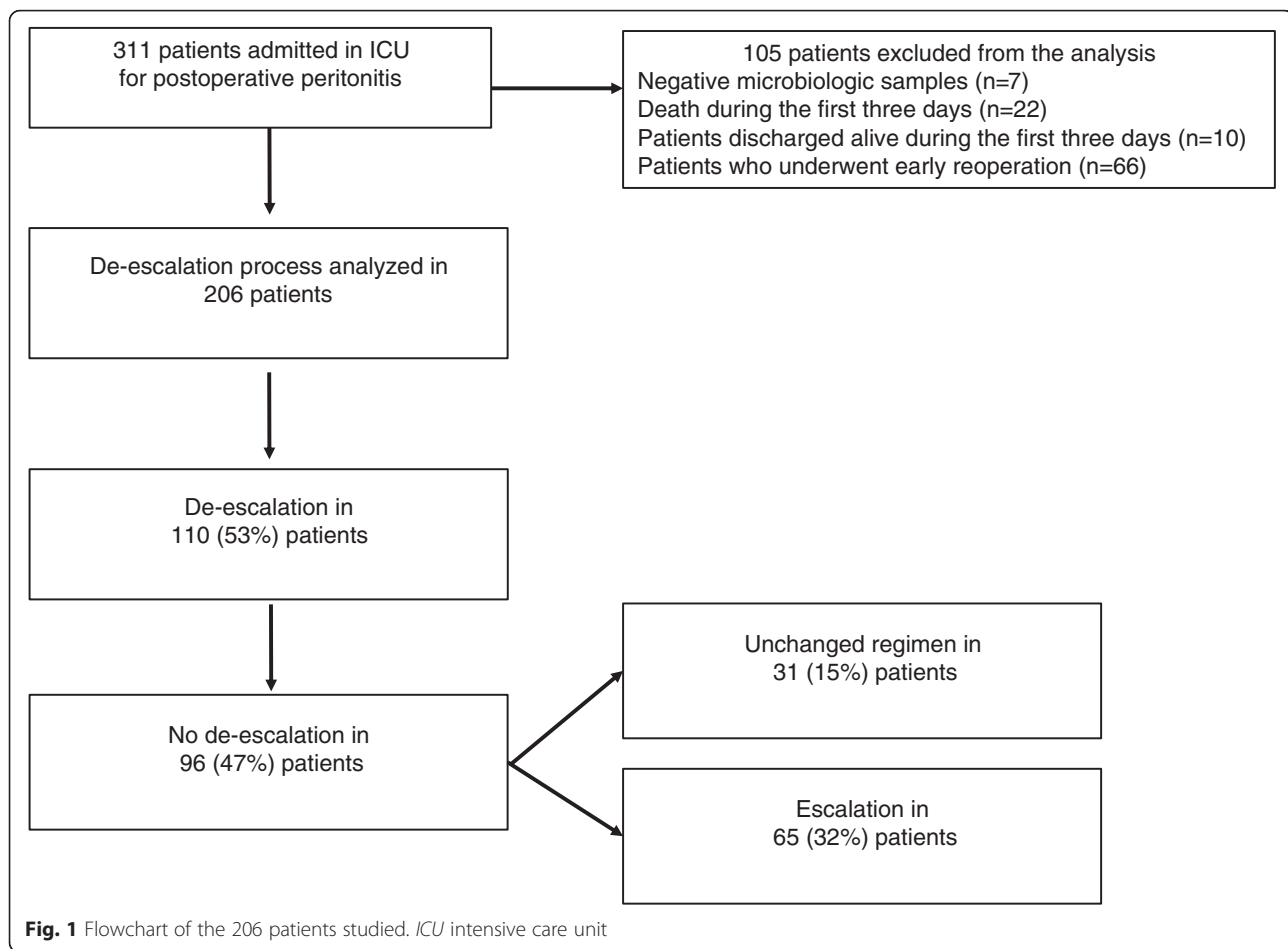 311 patients admitted in ICU
for postoperative peritonitis
105 patients excluded from the analysis
Negative microbiologic samples (n=7)
Death during the first three days (n=22)
Patients discharged alive during the first three days (n=10)
Patients who underwent early reoperation (n=66)
De-escalation process analyzed in
206 patients
De-escalation in
110 (53%) patients
No de-escalation in
96 (47%) patients
Unchanged regimen in
31 (15%) patients
Escalation in
65 (32%) patients
Fig. 1 Flowchart of the 206 patients studied. ICU intensive care unit